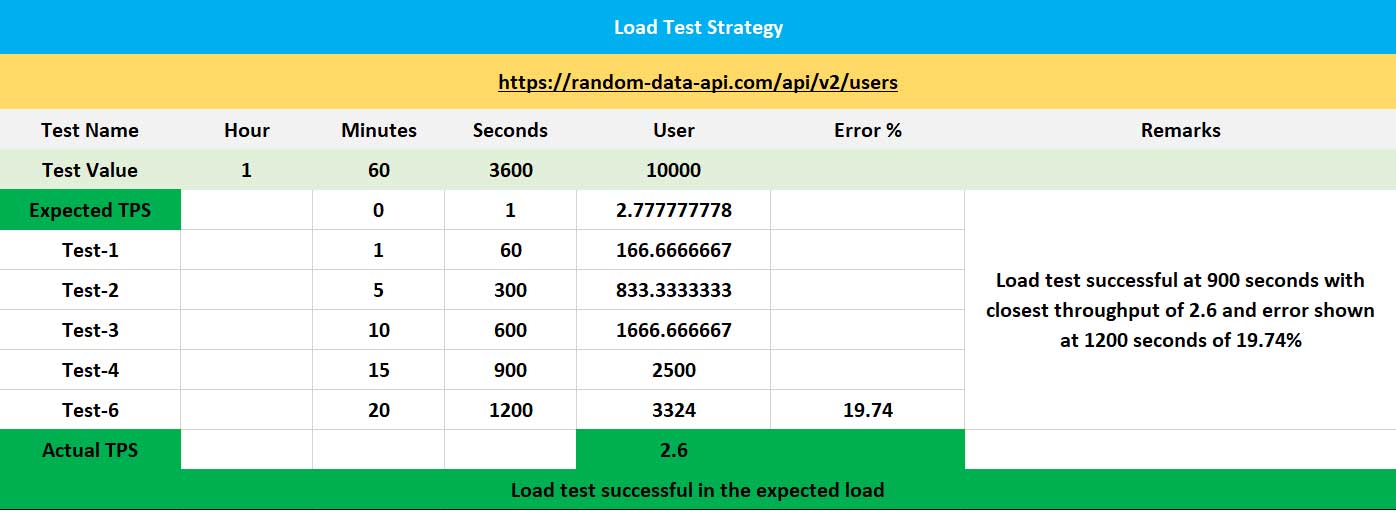 Load Test Strategy
https://random-data-api.com/api/v2/users
Test Name Hour Minutes Seconds User Error % Remarks
Test Value 1 60 3600 10000
Expected TPS 0 1 2.777777778
Test-1 1 60 166.6666667
Test-2 5 300 833.3333333
Test-3 10 600 1666.666667
Test-4 15 900 2500
Test-6 20 1200 3324 19.74
Load test successful at 900 seconds with
closest throughput of 2.6 and error shown
at 1200 seconds of 19.74%
Actual TPS 2.6
Load test successful in the expected load